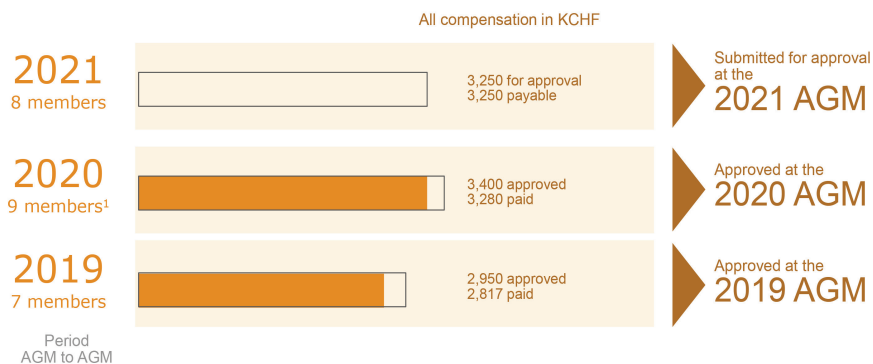 All compensation in KCHF
2021
8 members
3,250 for approval
3,250 payable
Submitted for approval
at the
2021 AGM
2020
9 members¹
3,400 approved
3,280 paid
Approved at the
2020 AGM
2019
7 members
2,950 approved
2,817 paid
Approved at the
2019 AGM
Period
AGM to AGM